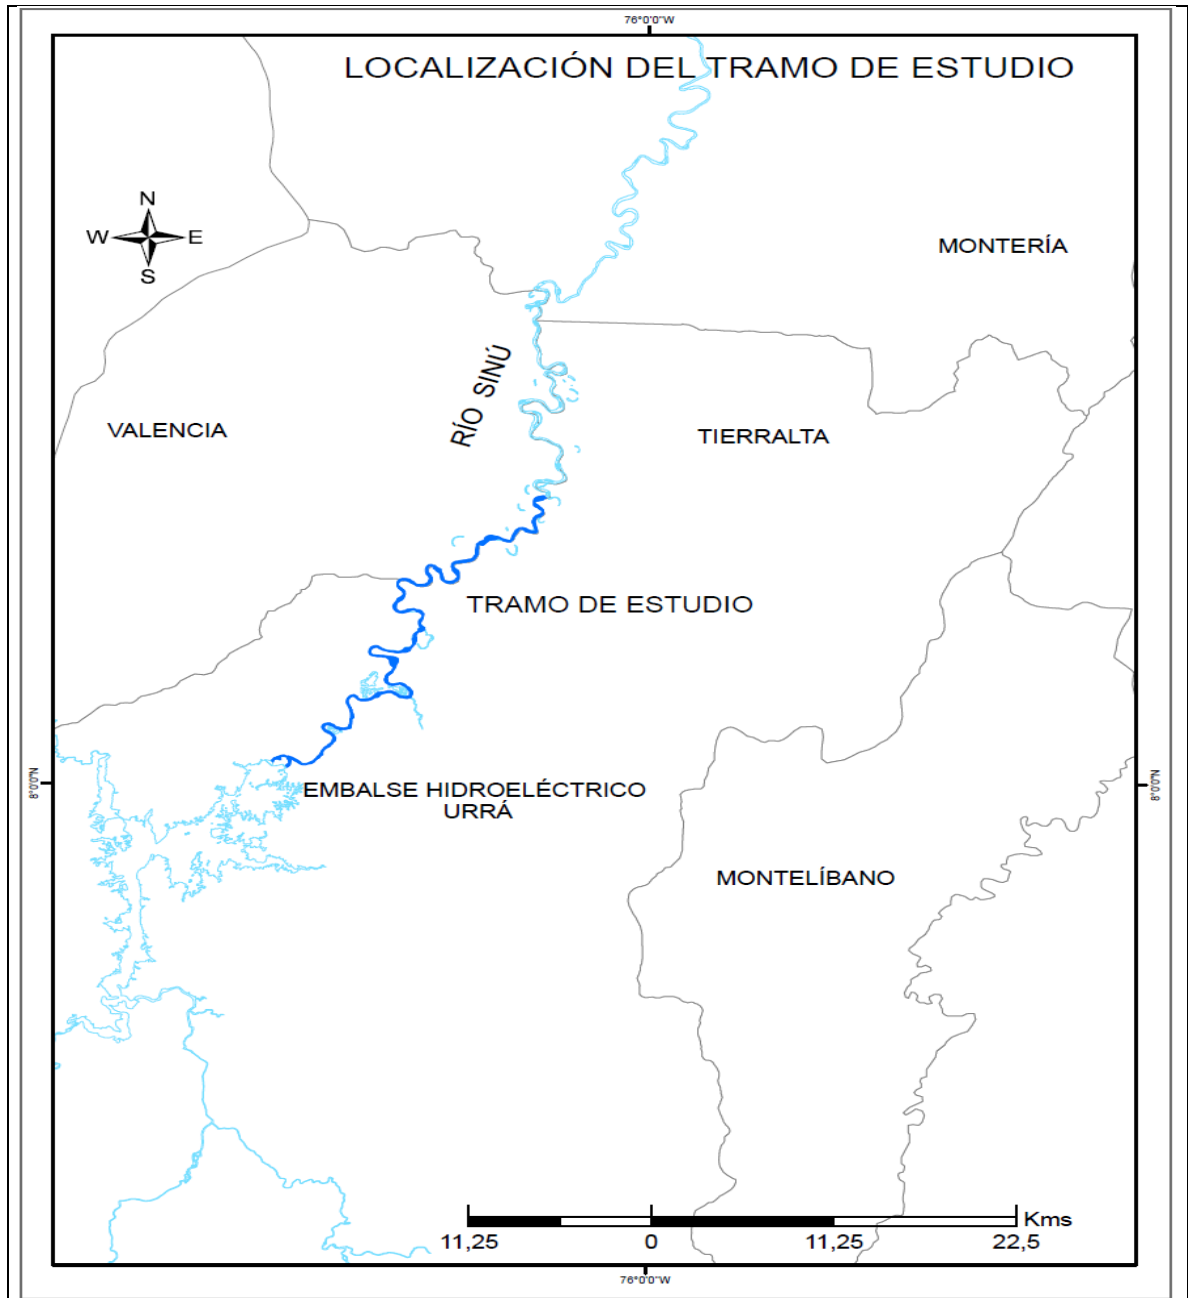 76°0'0"W
LOCALIZACIÓN DEL TRAMO DE ESTUDIO
N
W E
S
MONTERÍA
RÍO SINÚ
VALENCIA
TIERRALTA
TRAMO DE ESTUDIO
8°0'0"N
8°0'0"N
EMBALSE HIDROELÉCTRICO
URRÁ
MONTELÍBANO
Kms
11,25 0 11,25 22,5
76°0'0"W